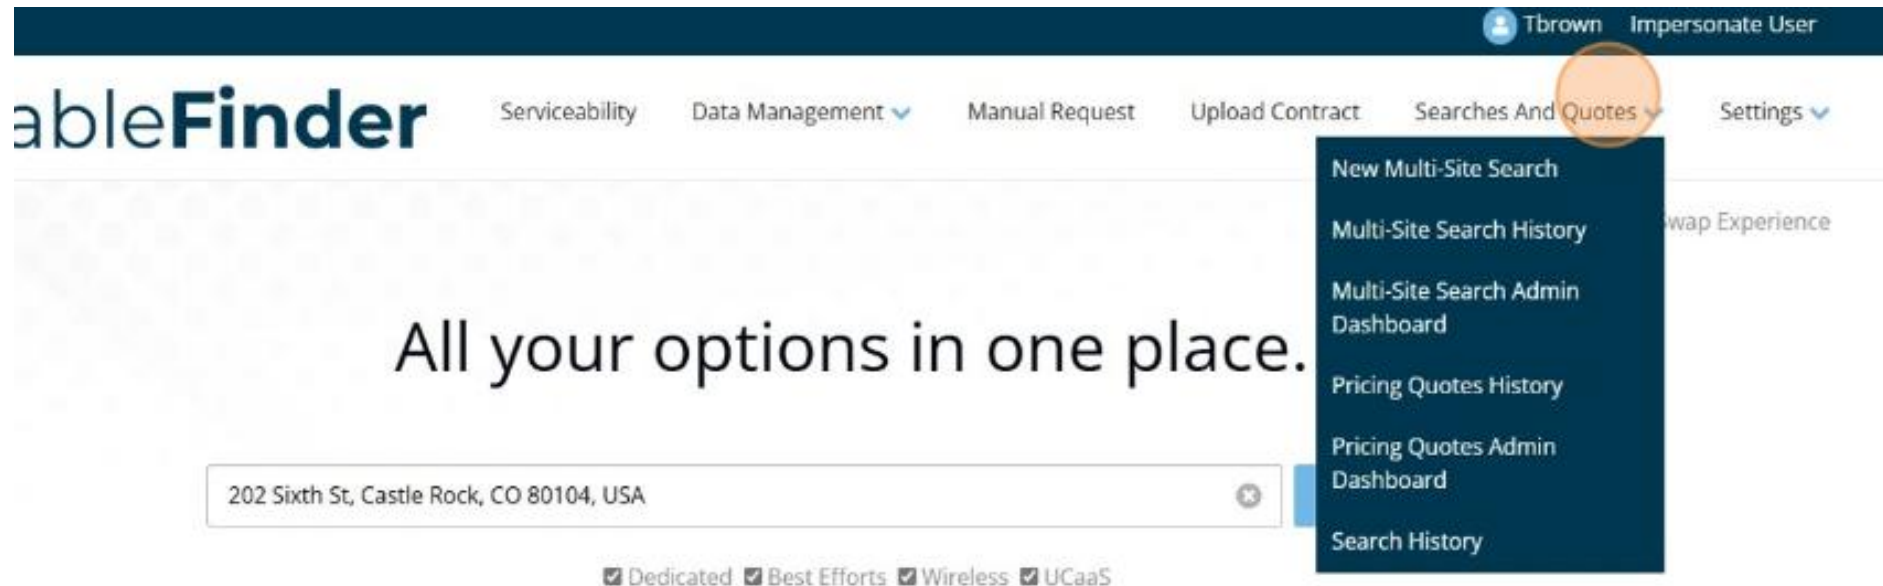 Tbrown Impersonate User
ableFinder Serviceability Data Management Manual Request Upload Contract Searches And Quotes Settings
New Multi-Site Search
Multi-Site Search History
wap Experience
Multi-Site Search Admin
Dashboard
All your options in one place.
Pricing Quotes History
Pricing Quotes Admin
Dashboard
202 Sixth St, Castle Rock, CO 80104, USA
Search History
Dedicated Best Efforts Wireless UCaaS